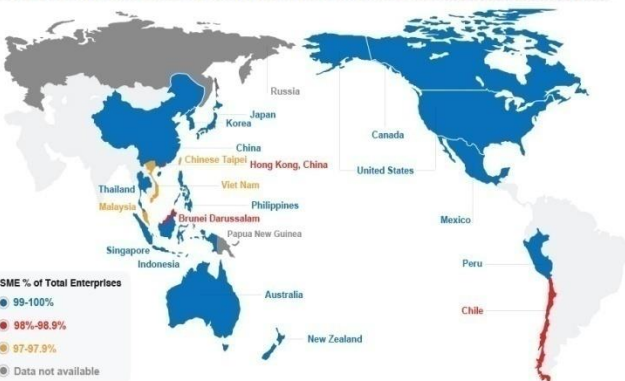 Russia
Japan
Korea
China
Canada
Chinese Taipei
Hong Kong, China
United States
Thailand
Viet Nam
Malaysia
Philippines
Brunei Darussalam
Mexico
Papua New Guinea
Singapore
Indonesia
Peru
SME % of Total Enterprises
99-100%
98%-98.9%
97-97.9%
Data not available
Australia
Chile
New Zealand